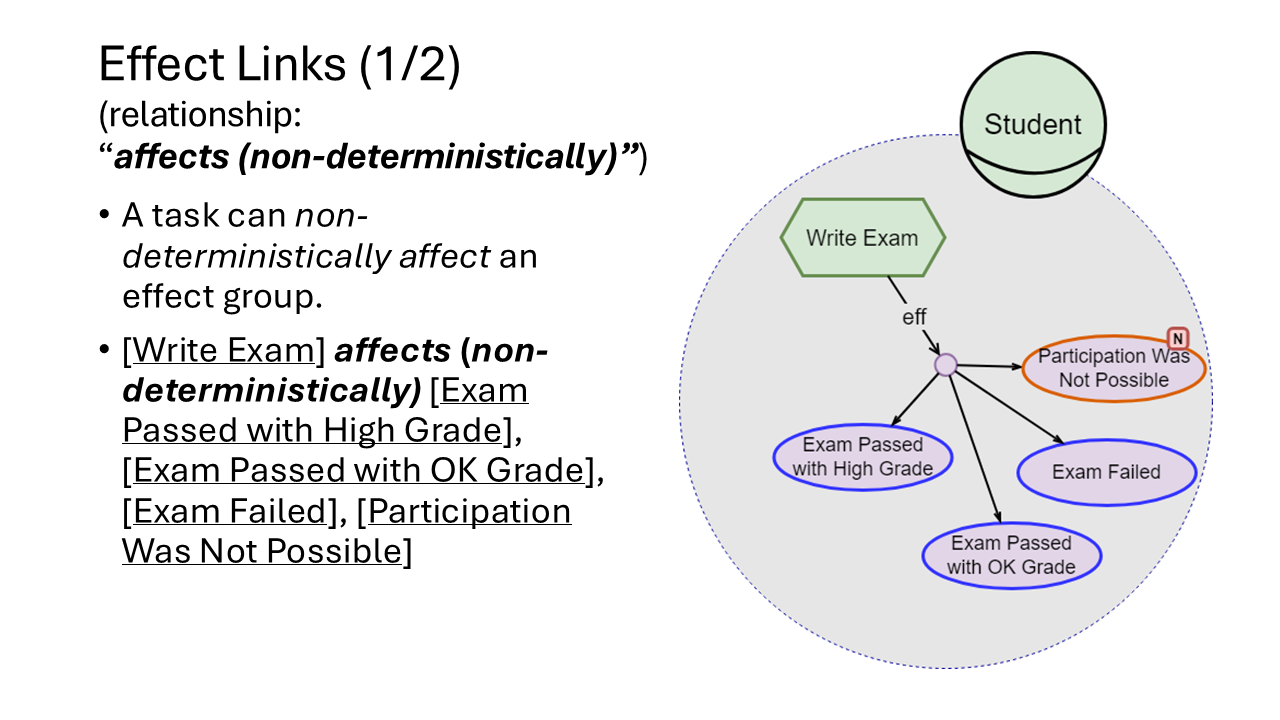 Effect Links (1/2)
(relationship:
“affects (non-deterministically)”)
• A task can non-
deterministically affect an
effect group.
• [Write Exam] affects (non-
deterministically) [Exam
Passed with High Grade],
[Exam Passed with OK Grade],
[Exam Failed], [Participation
Was Not Possible]
Student
Write Exam
eff
N
Participation Was
Not Possible
Exam Passed
with High Grade
Exam Failed
Exam Passed
with OK Grade